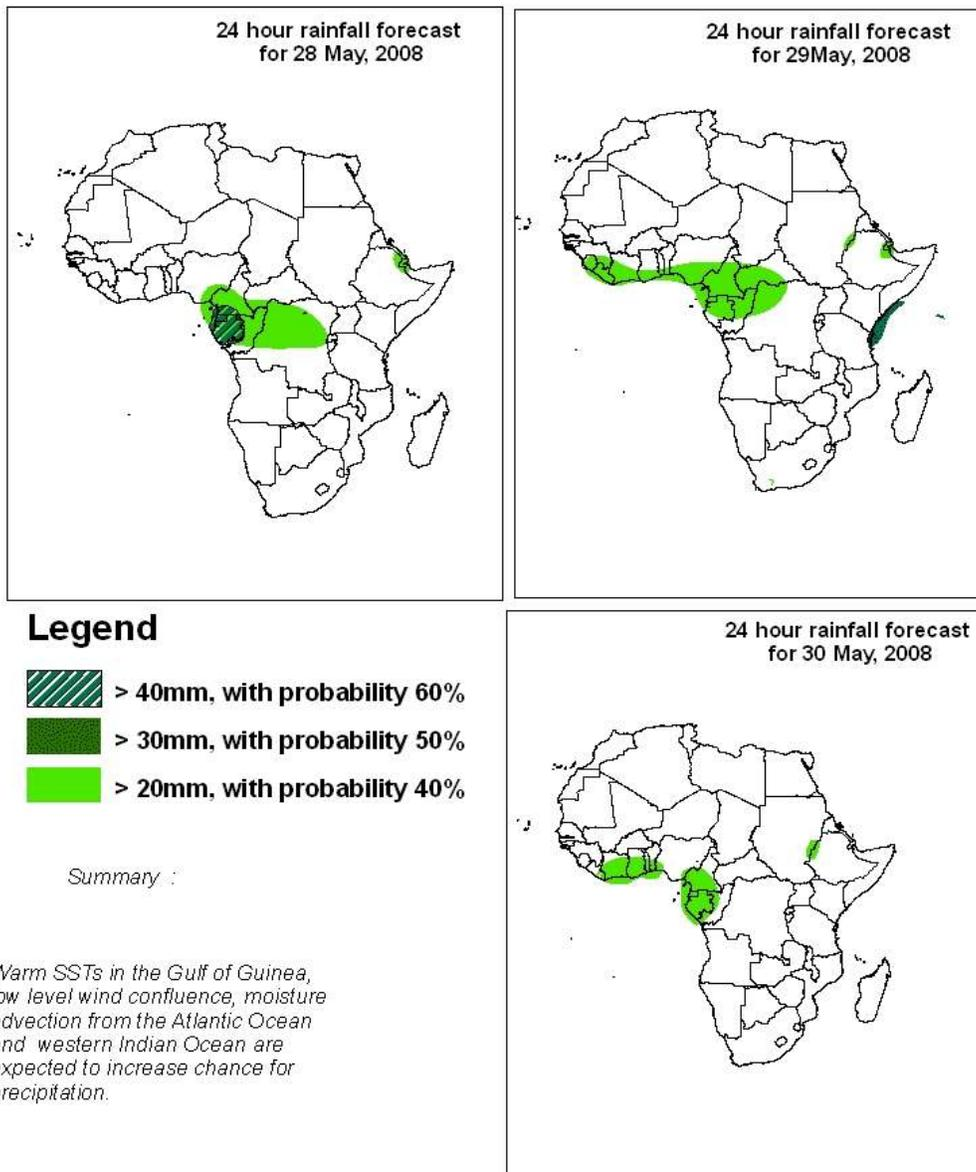 24 hour rainfall forecast
for 28 May, 2008
24 hour rainfall forecast
for 29May, 2008
Legend
> 40mm, with probability 60%
> 30mm, with probability 50%
> 20mm, with probability 40%
24 hour rainfall forecast
for 30 May, 2008
Summary :
Warm SSTs in the Gulf of Guinea,
ow level wind confluence, moisture
dvection from the Atlantic Ocean
nd western Indian Ocean are
xpected to increase chance for
recipitation.